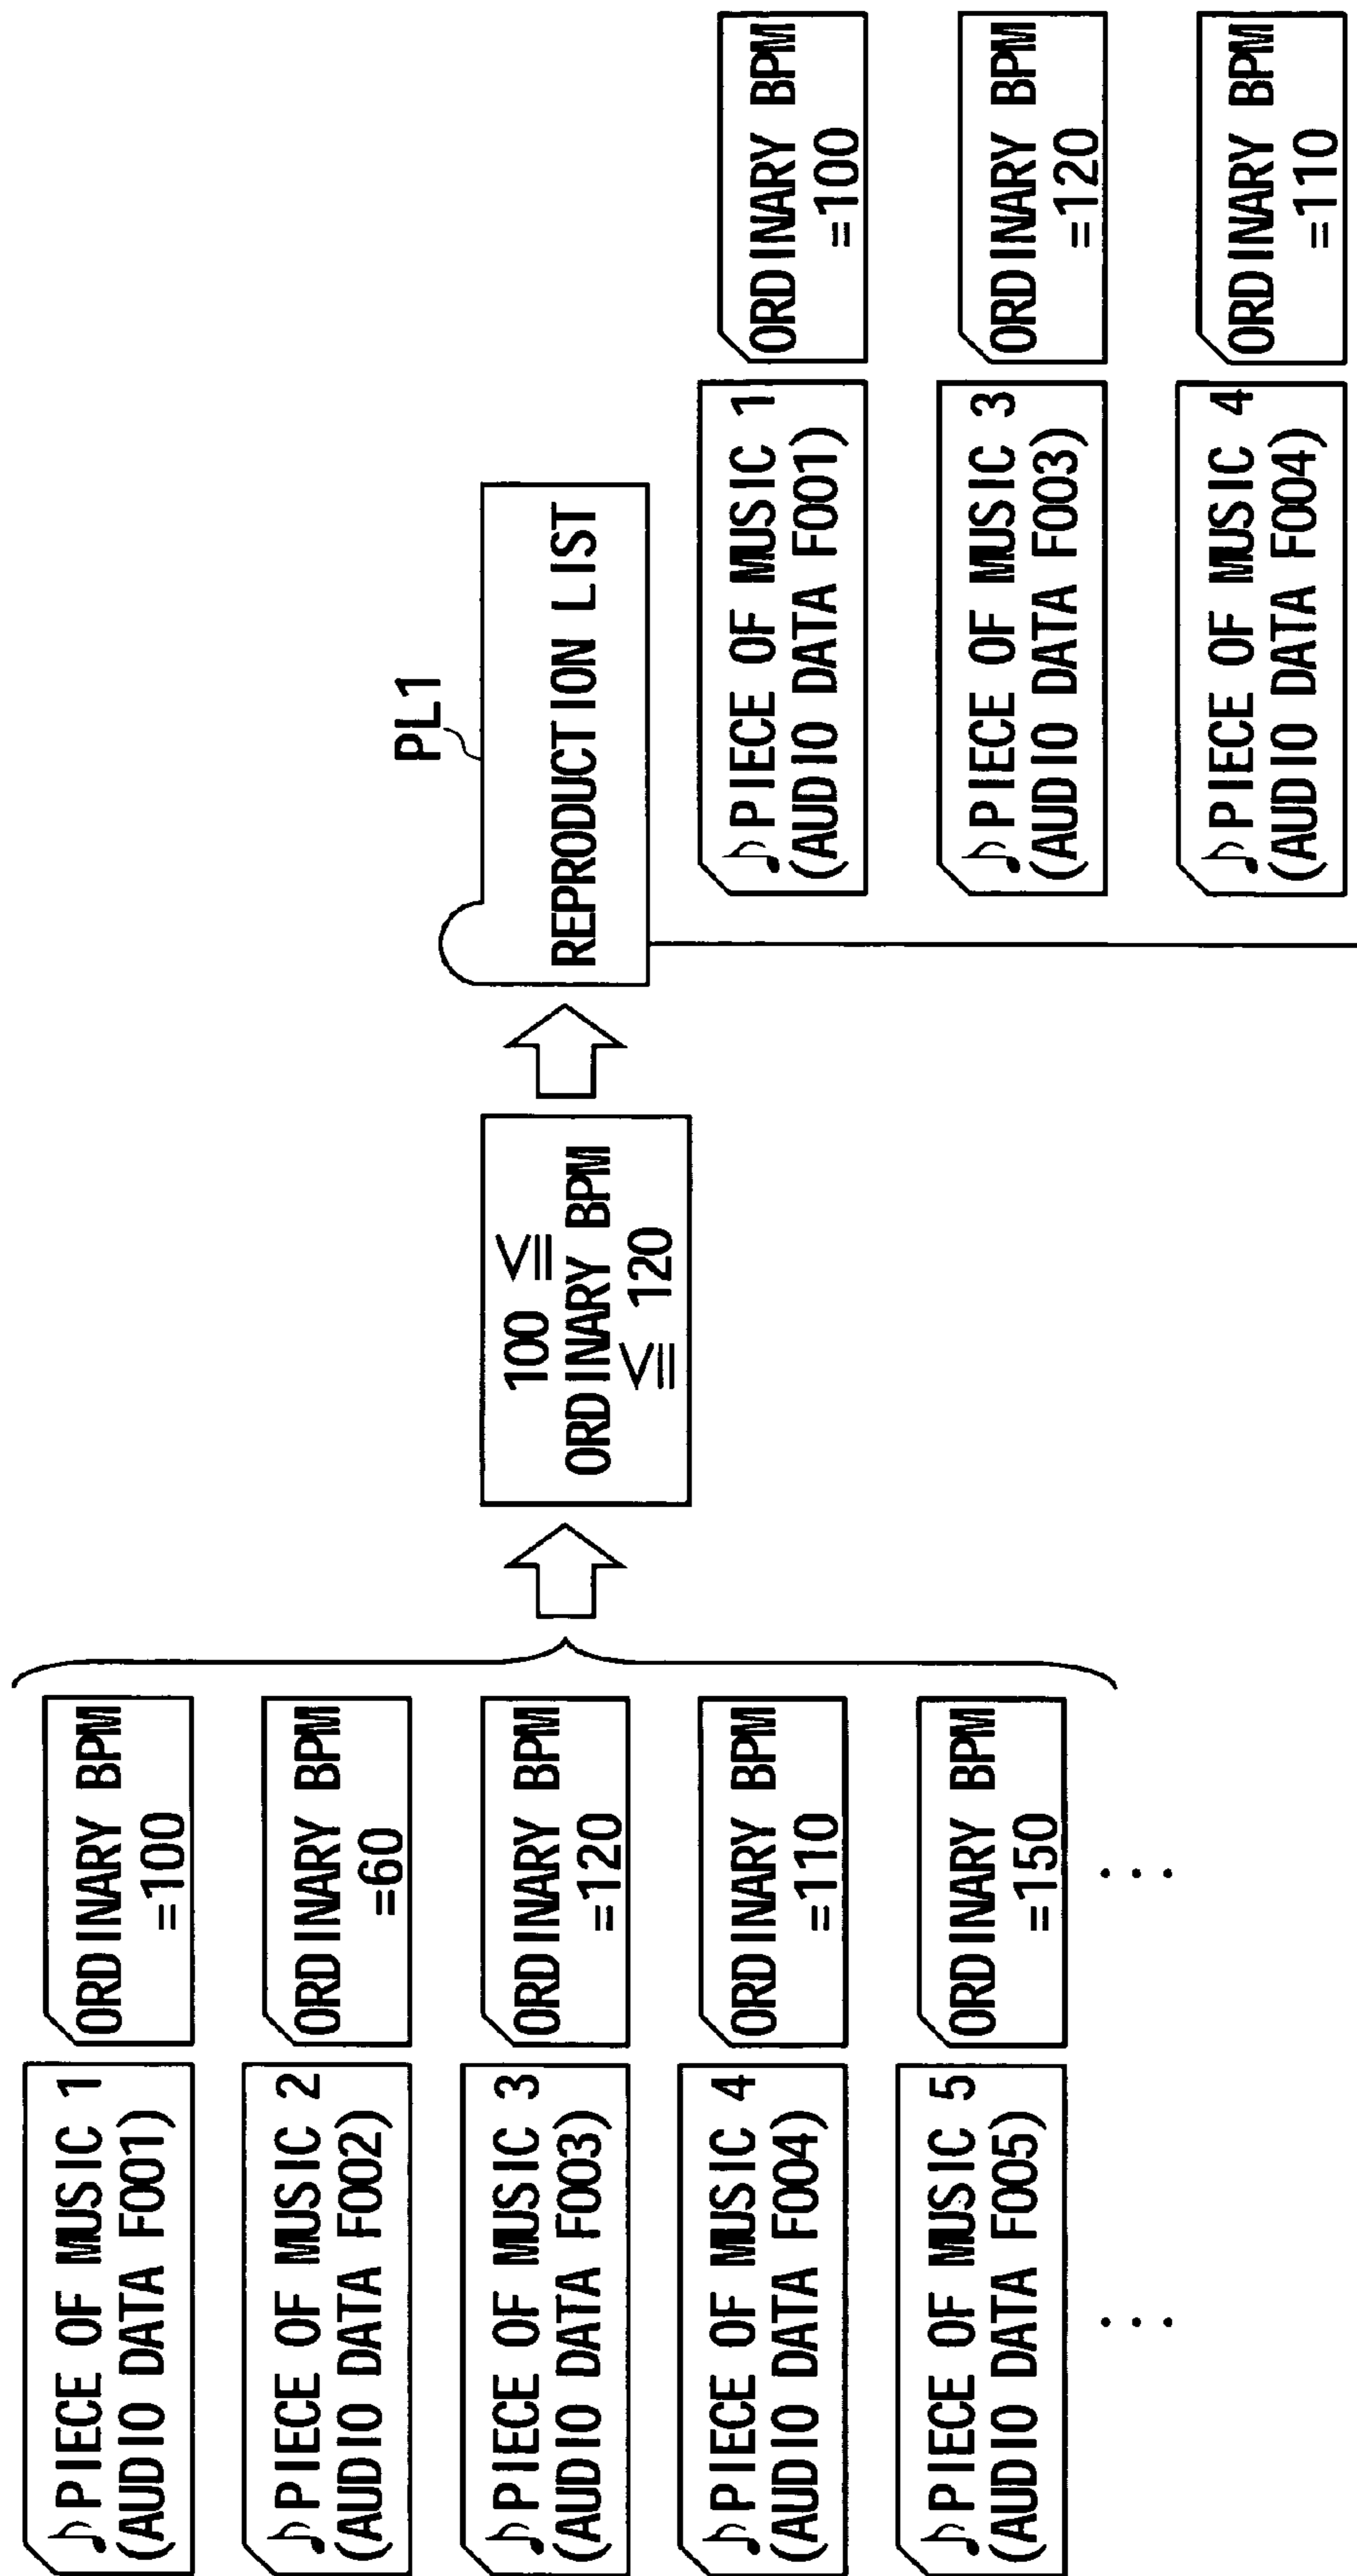 ♪PIECE OF MUSIC 1
(AUDIO DATA F001)
ORDINARY BPM
=100
♪PIECE OF MUSIC 2
(AUDIO DATA F002)
ORDINARY BPM
=60
♪PIECE OF MUSIC 3
(AUDIO DATA F003)
ORDINARY BPM
=120
♪PIECE OF MUSIC 4
(AUDIO DATA F004)
ORDINARY BPM
=110
♪PIECE OF MUSIC 5
(AUDIO DATA F005)
ORDINARY BPM
=150
... ...
100 ≦
ORDINARY BPM
≦ 120
PL1
REPRODUCTION LIST
♪PIECE OF MUSIC 1
(AUDIO DATA F001)
ORDINARY BPM
=100
♪PIECE OF MUSIC 3
(AUDIO DATA F003)
ORDINARY BPM
=120
♪PIECE OF MUSIC 4
(AUDIO DATA F004)
ORDINARY BPM
=110